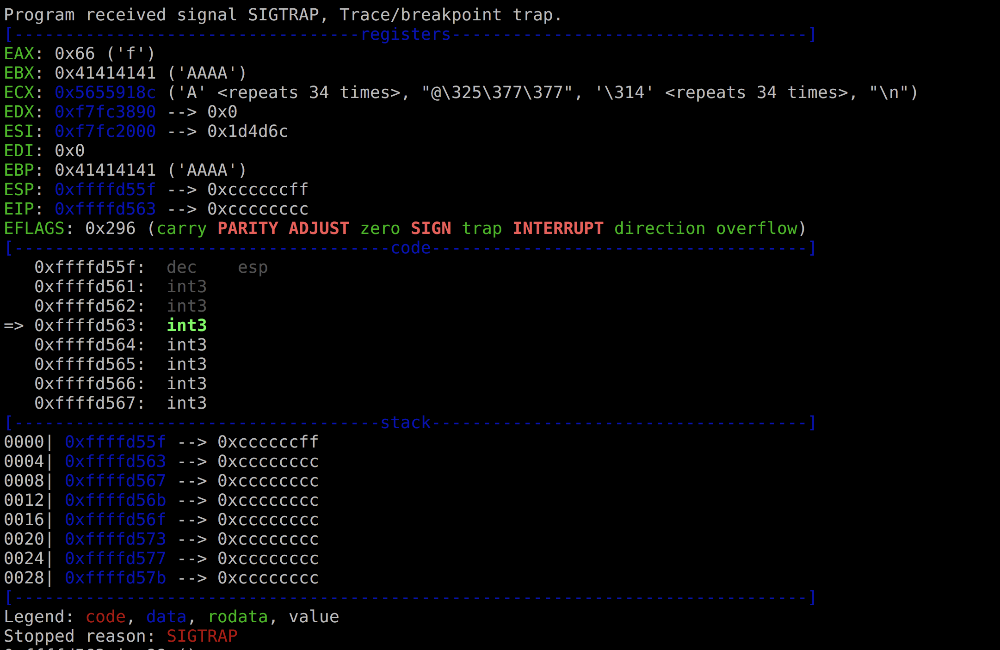 Program received signal SIGTRAP, Trace/breakpoint trap.
[----------------------------------registers-----------------------------------]
EAX: 0x66 ('f')
EBX: 0x41414141 ('AAAA')
ECX: 0x5655918c ('A' <repeats 34 times>, "@\325\377\377", '\314' <repeats 34 times>, "\n")
EDX: 0xf7fc3890 --> 0x0
ESI: 0xf7fc2000 --> 0x1d4d6c
EDI: 0x0
EBP: 0x41414141 ('AAAA')
ESP: 0xffffd55f --> 0xccccccff
EIP: 0xffffd563 --> 0xcccccccc
EFLAGS: 0x296 (carry PARITY ADJUST zero SIGN trap INTERRUPT direction overflow)
[-------------------------------------code-------------------------------------]
   0xffffd55f:  dec    esp
   0xffffd561:  int3
   0xffffd562:  int3
=> 0xffffd563:  int3
   0xffffd564:  int3
   0xffffd565:  int3
   0xffffd566:  int3
   0xffffd567:  int3
[------------------------------------stack-------------------------------------]
0000| 0xffffd55f --> 0xccccccff
0004| 0xffffd563 --> 0xcccccccc
0008| 0xffffd567 --> 0xcccccccc
0012| 0xffffd56b --> 0xcccccccc
0016| 0xffffd56f --> 0xcccccccc
0020| 0xffffd573 --> 0xcccccccc
0024| 0xffffd577 --> 0xcccccccc
0028| 0xffffd57b --> 0xcccccccc
[------------------------------------------------------------------------------]
Legend: code, data, rodata, value
Stopped reason: SIGTRAP